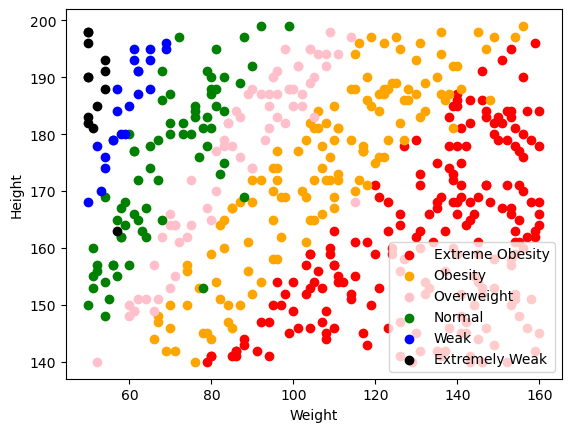 200
190
180
170
160
150
140
Height
60
80
100
120
140
160
Weight
Extreme Obesity
Obesity
Overweight
Normal
Weak
Extremely Weak